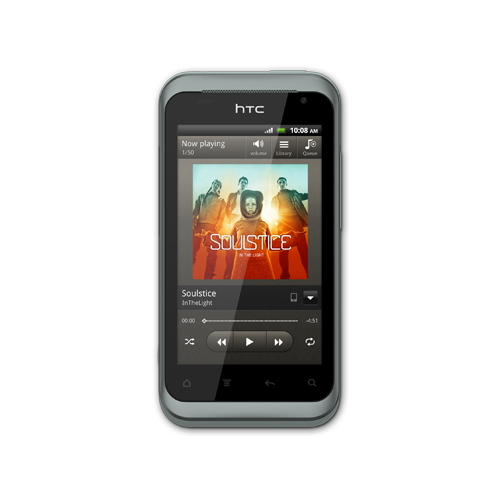 hTC
10:08 AM
Now playing
1/50
volume
Library
Queue
SOULSTICE
IN THE LIGHT
Soulstice
InTheLight
00:00
-4:51